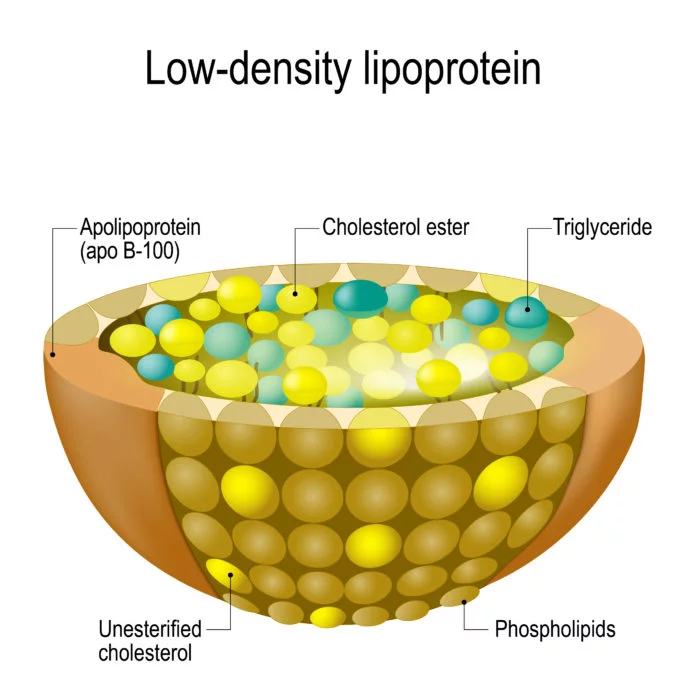 Low-density lipoprotein
Apolipoprotein
(apo B-100)
Cholesterol ester
Triglyceride
Unesterified
cholesterol
Phospholipids